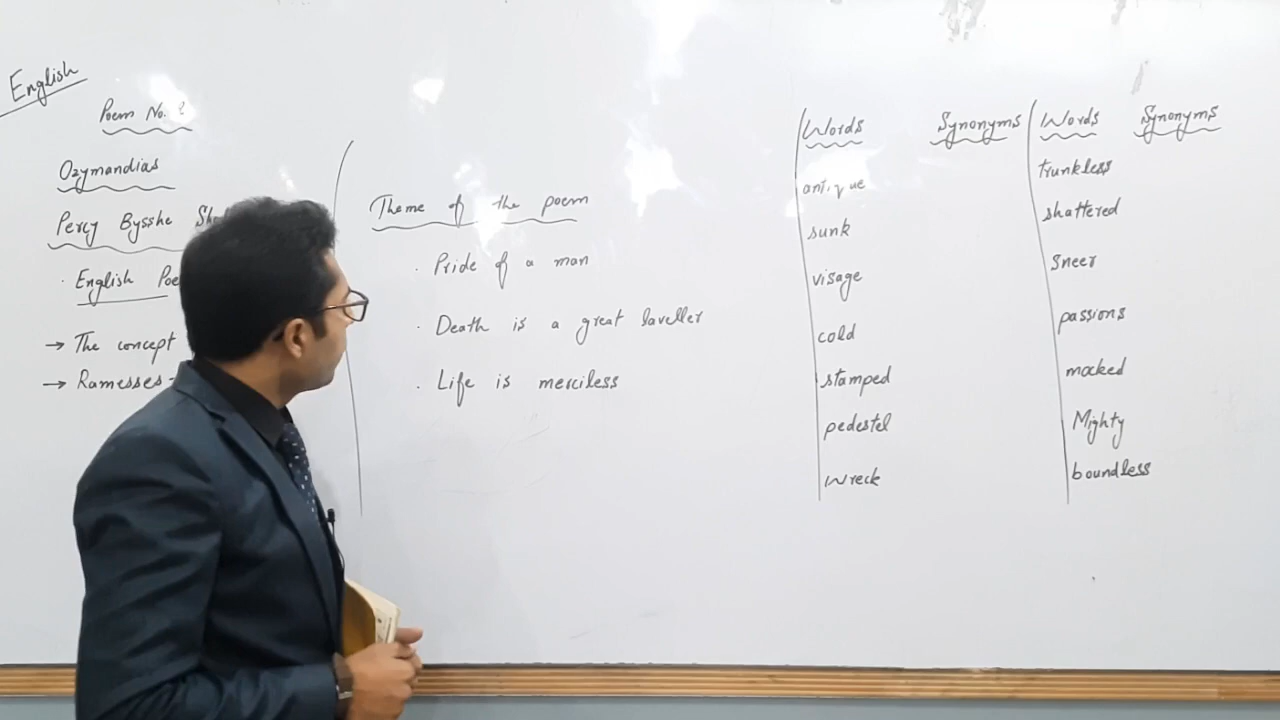 English
Poem No.
Ozymandias
Percy Bysshe
· English
→ The concept
→ Ramesses-
Theme of the poem
· Pride of a man
· Death is a great laveller
· Life is merciless
Words Synonyms
antique
sunk
visage
cold
stamped
pedestel
wreck
Words Synonyms
trunkless
shattered
sneer
passions
mocked
Mighty
boundless